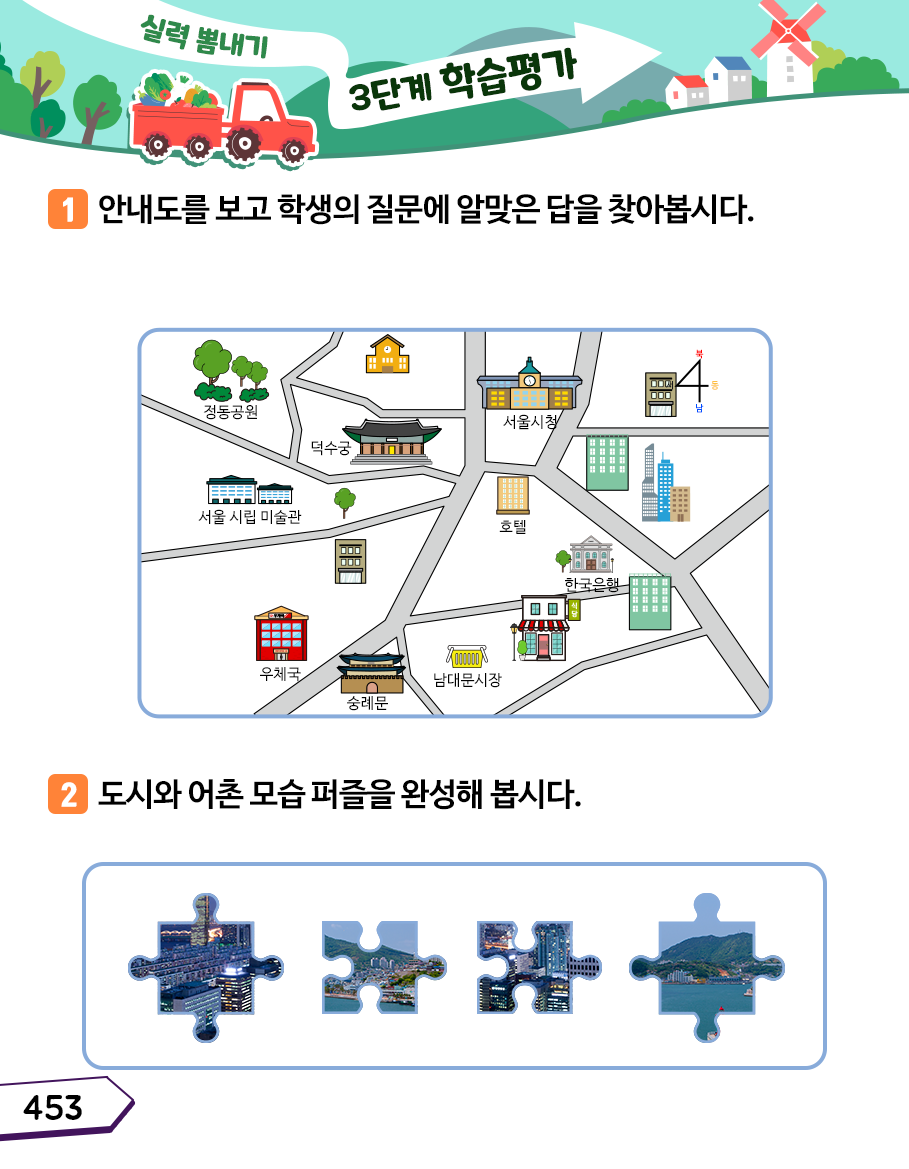 실력 뽐내기
3단계 학습평가
1 안내도를 보고 학생의 질문에 알맞은 답을 찾아봅시다.
북
동
남
정동공원
서울시청
덕수궁
서울 시립 미술관
호텔
한국은행
식당
우체국
남대문시장
숭례문
2 도시와 어촌 모습 퍼즐을 완성해 봅시다.
453